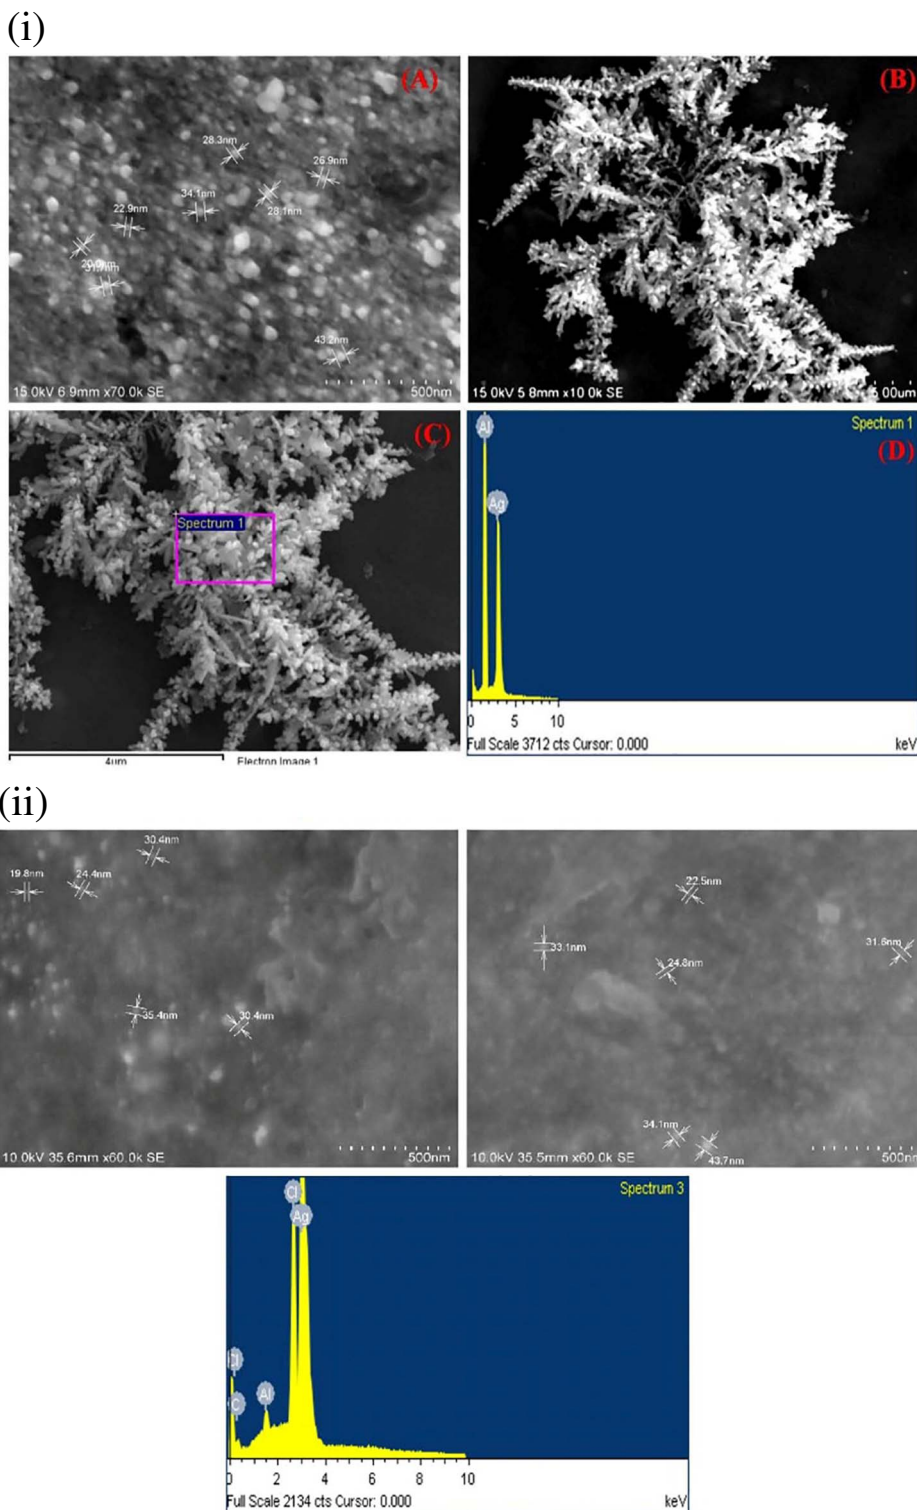 (i)
(A)
28.3nm
26.9nm
34.1nm
28.1nm
22.9nm
31.7nm
43.2nm
15.0kV 6.9mm x70.0k SE
500nm
(B)
15.0kV 5.8mm x10.0k SE
5.00um
(C)
Spectrum 1
4µm
Electron Image 1
Spectrum 1
(D)
Al
Ag
0 5 10
Full Scale 3712 cts Cursor: 0.000
keV
(ii)
30.4nm
19.8nm
24.4nm
35.4nm
30.4nm
10.0kV 35.6mm x60.0k SE
500nm
22.5nm
33.1nm
31.6nm
24.8nm
34.1nm
43.7nm
10.0kV 35.5mm x60.0k SE
500nm
Spectrum 3
Cl
Ag
Cl
C
Al
0 2 4 6 8 10
Full Scale 2134 cts Cursor: 0.000
keV